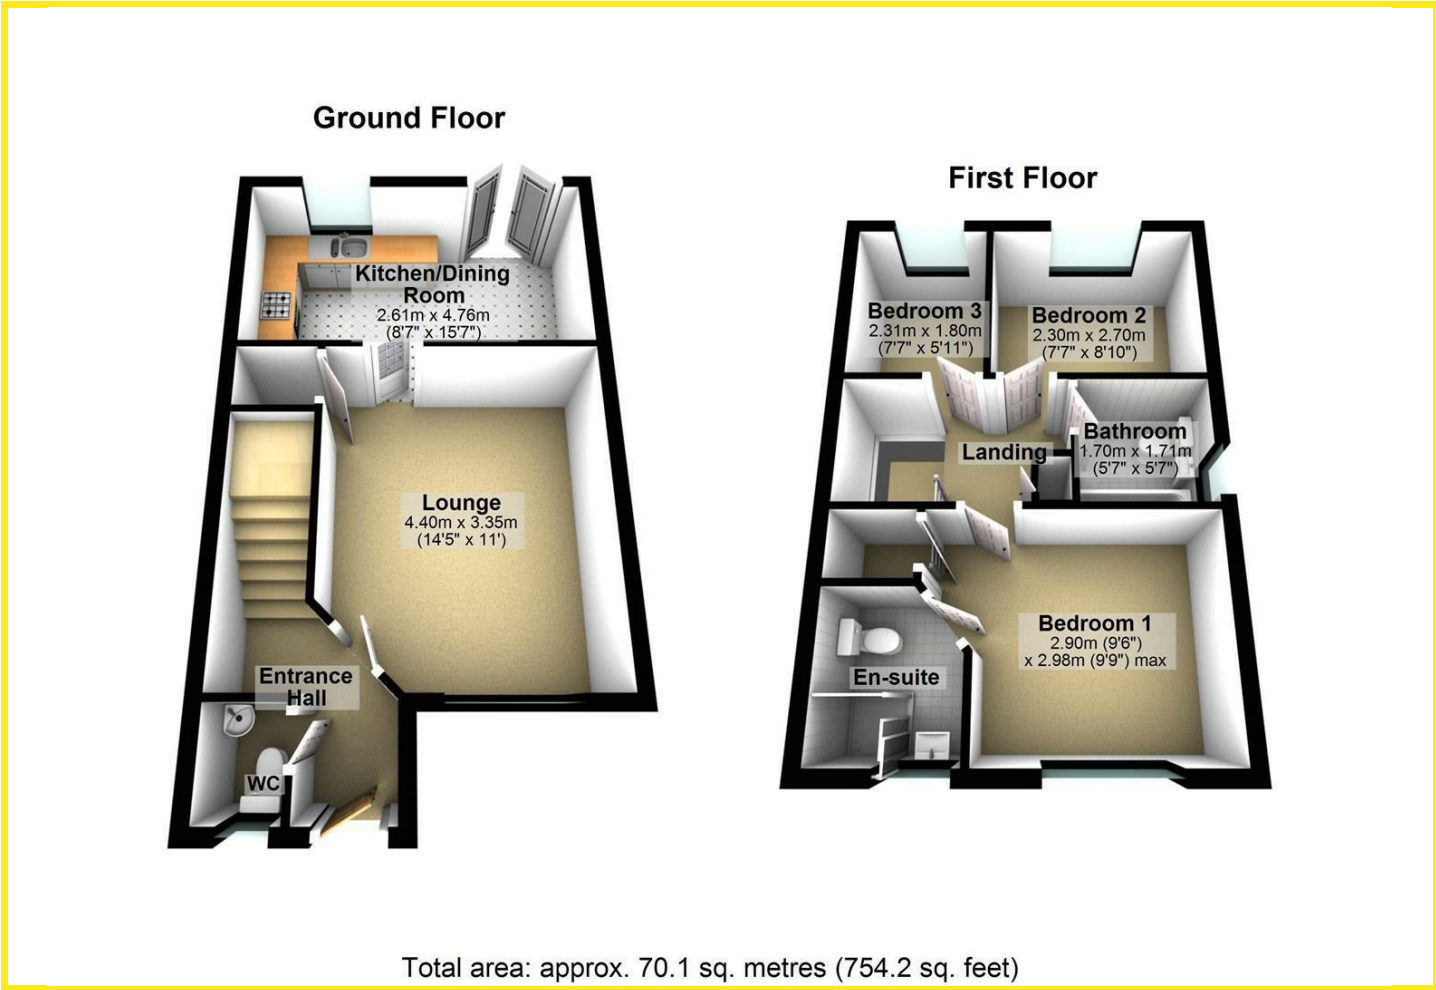 Ground Floor
Kitchen/Dining
Room
2.61m x 4.76m
(8'7" x 15'7")
Lounge
4.40m x 3.35m
(14'5" x 11')
Entrance
Hall
WC
First Floor
Bedroom 3
2.31m x 1.80m
(7'7" x 5'11")
Bedroom 2
2.30m x 2.70m
(7'7" x 8'10")
Landing
Bathroom
1.70m x 1.71m
(5'7" x 5'7")
Bedroom 1
2.90m (9'6")
x 2.98m (9'9") max
En-suite
Total area: approx. 70.1 sq. metres (754.2 sq. feet)